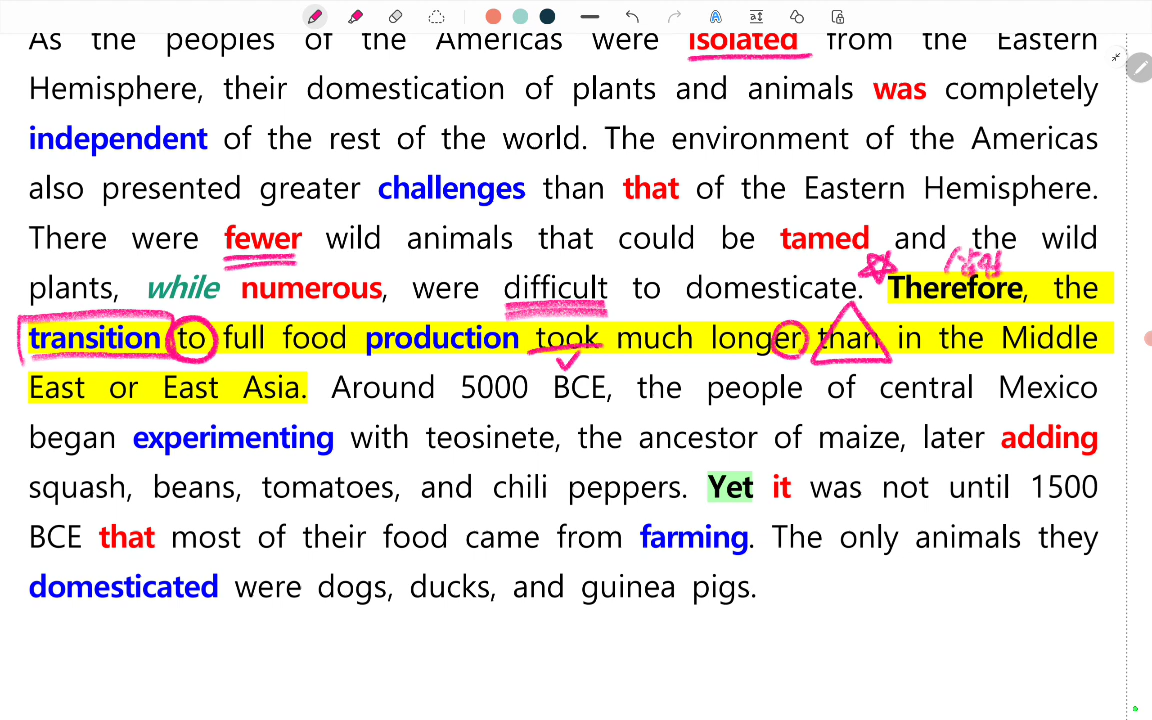 As the peoples of the Americas were isolated from the Eastern
Hemisphere, their domestication of plants and animals was completely
independent of the rest of the world. The environment of the Americas
also presented greater challenges than that of the Eastern Hemisphere.
There were fewer wild animals that could be tamed and the wild
plants, while numerous, were difficult to domesticate. Therefore, the
transition to full food production took much longer than in the Middle
East or East Asia. Around 5000 BCE, the people of central Mexico
began experimenting with teosinete, the ancestor of maize, later adding
squash, beans, tomatoes, and chili peppers. Yet it was not until 1500
BCE that most of their food came from farming. The only animals they
domesticated were dogs, ducks, and guinea pigs.